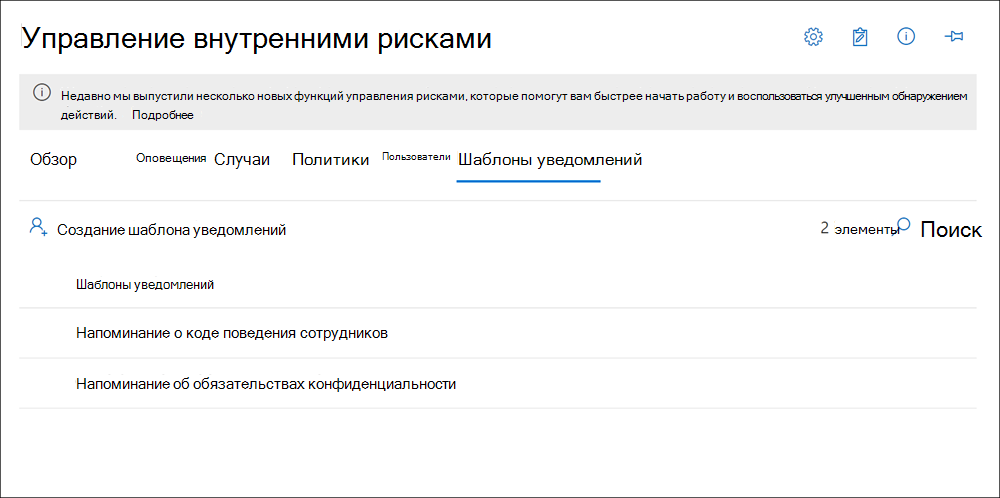 Управление внутренними рисками
Недавно мы выпустили несколько новых функций управления рисками, которые помогут вам быстрее начать работу и воспользоваться улучшенным обнаружением
действий. Подробнее
Обзор Оповещения Случаи Политики Пользователи Шаблоны уведомлений
Создание шаблона уведомлений 2 элементы Поиск
Шаблоны уведомлений
Напоминание о коде поведения сотрудников
Напоминание об обязательствах конфиденциальности